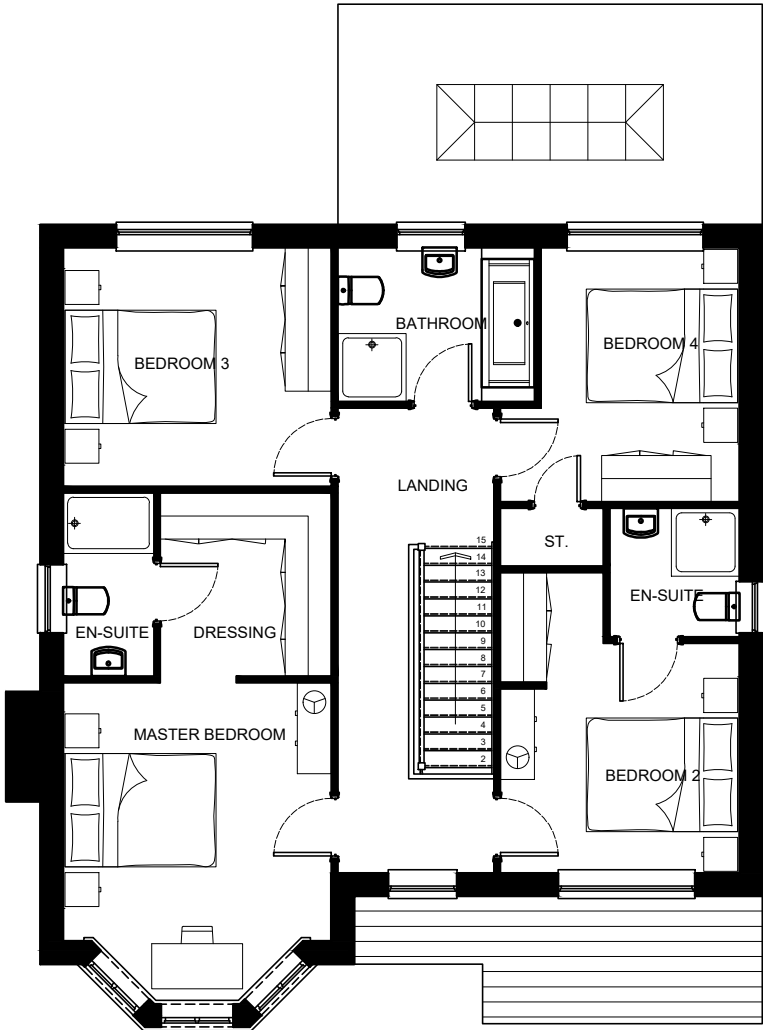 BATHROOM
BEDROOM 4
BEDROOM 3
LANDING
ST.
15
14
13
12
11
10
9
8
7
6
5
4
3
2
EN-SUITE
EN-SUITE
DRESSING
MASTER BEDROOM
BEDROOM 2